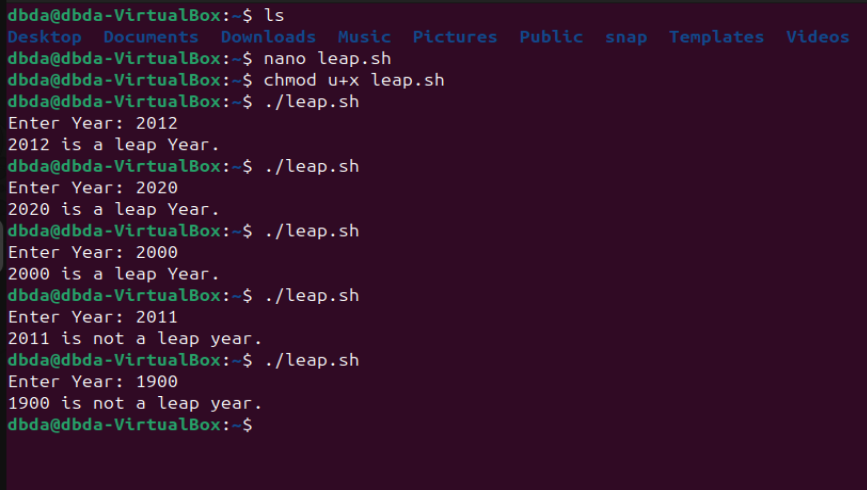 dbda@dbda-VirtualBox:~$ ls
Desktop  Documents  Downloads  Music  Pictures  Public  snap  Templates  Videos
dbda@dbda-VirtualBox:~$ nano leap.sh
dbda@dbda-VirtualBox:~$ chmod u+x leap.sh
dbda@dbda-VirtualBox:~$ ./leap.sh
Enter Year: 2012
2012 is a leap Year.
dbda@dbda-VirtualBox:~$ ./leap.sh
Enter Year: 2020
2020 is a leap Year.
dbda@dbda-VirtualBox:~$ ./leap.sh
Enter Year: 2000
2000 is a leap Year.
dbda@dbda-VirtualBox:~$ ./leap.sh
Enter Year: 2011
2011 is not a leap year.
dbda@dbda-VirtualBox:~$ ./leap.sh
Enter Year: 1900
1900 is not a leap year.
dbda@dbda-VirtualBox:~$